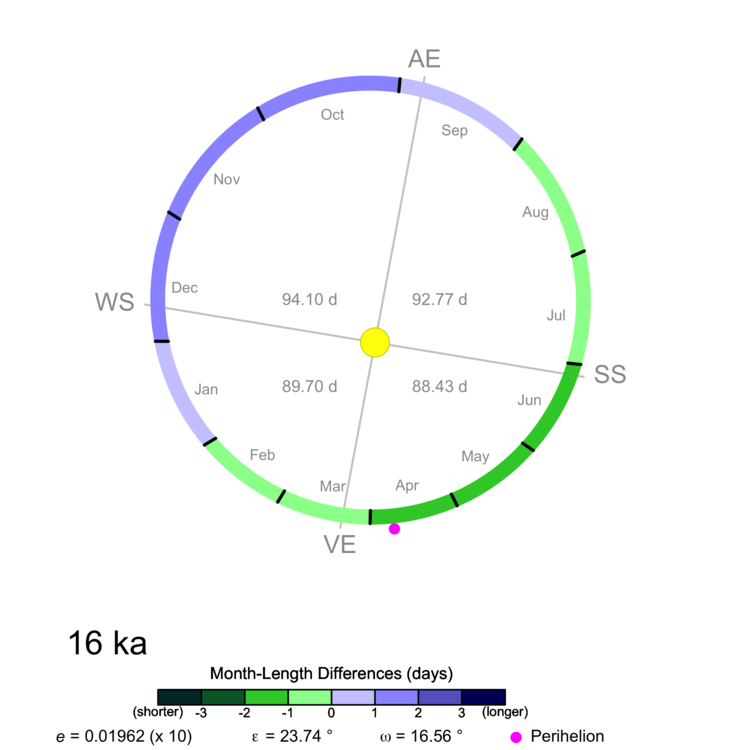 AE
Oct
Sep
Nov
Aug
Dec
WS
94.10 d
92.77 d
Jul
SS
89.70 d
88.43 d
Jan
Jun
Feb
May
Mar
Apr
VE
16 ka
Month-Length Differences (days)
(shorter) -3 -2 -1 0 1 2 3 (longer)
e = 0.01962 (x 10) ε = 23.74 ° ω = 16.56 ° Perihelion